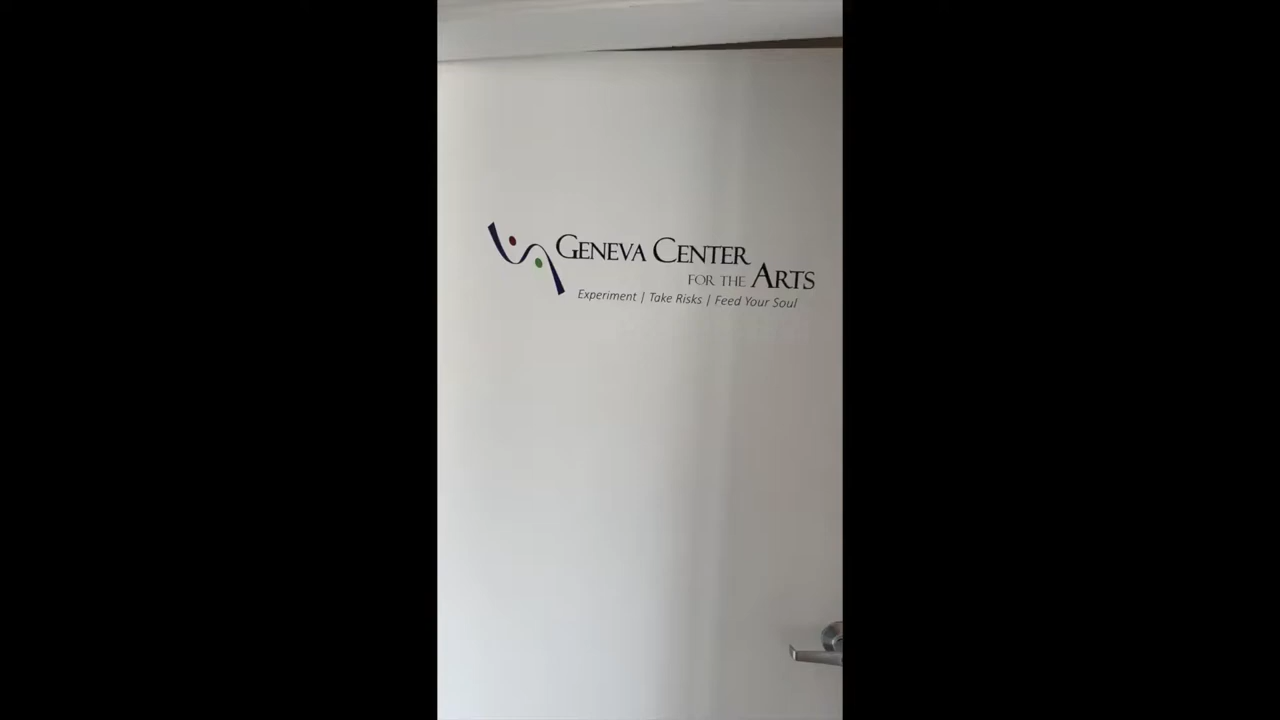 Geneva Center
for the Arts
Experiment | Take Risks | Feed Your Soul